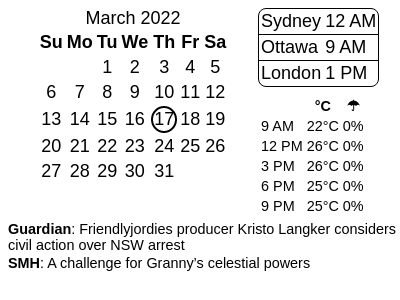 March 2022
Su Mo Tu We Th Fr Sa
1 2 3 4 5
6 7 8 9 10 11 12
13 14 15 16 17 18 19
20 21 22 23 24 25 26
27 28 29 30 31
Sydney 12 AM
Ottawa 9 AM
London 1 PM
°C ☂
9 AM 22°C 0%
12 PM 26°C 0%
3 PM 26°C 0%
6 PM 25°C 0%
9 PM 25°C 0%
Guardian: Friendlyjordies producer Kristo Langker considers
civil action over NSW arrest
SMH: A challenge for Granny's celestial powers